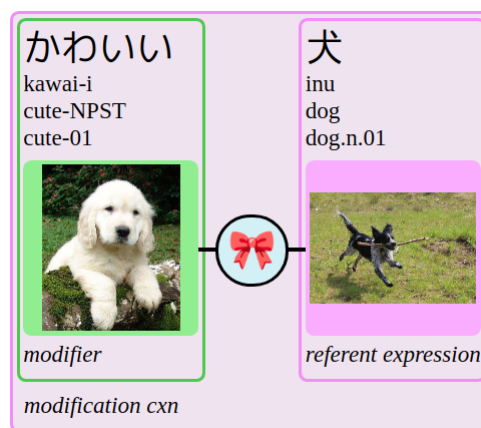 かわいい
kawai-i
cute-NPST
cute-01
modifier
犬
inu
dog
dog.n.01
referent expression
modification cxn